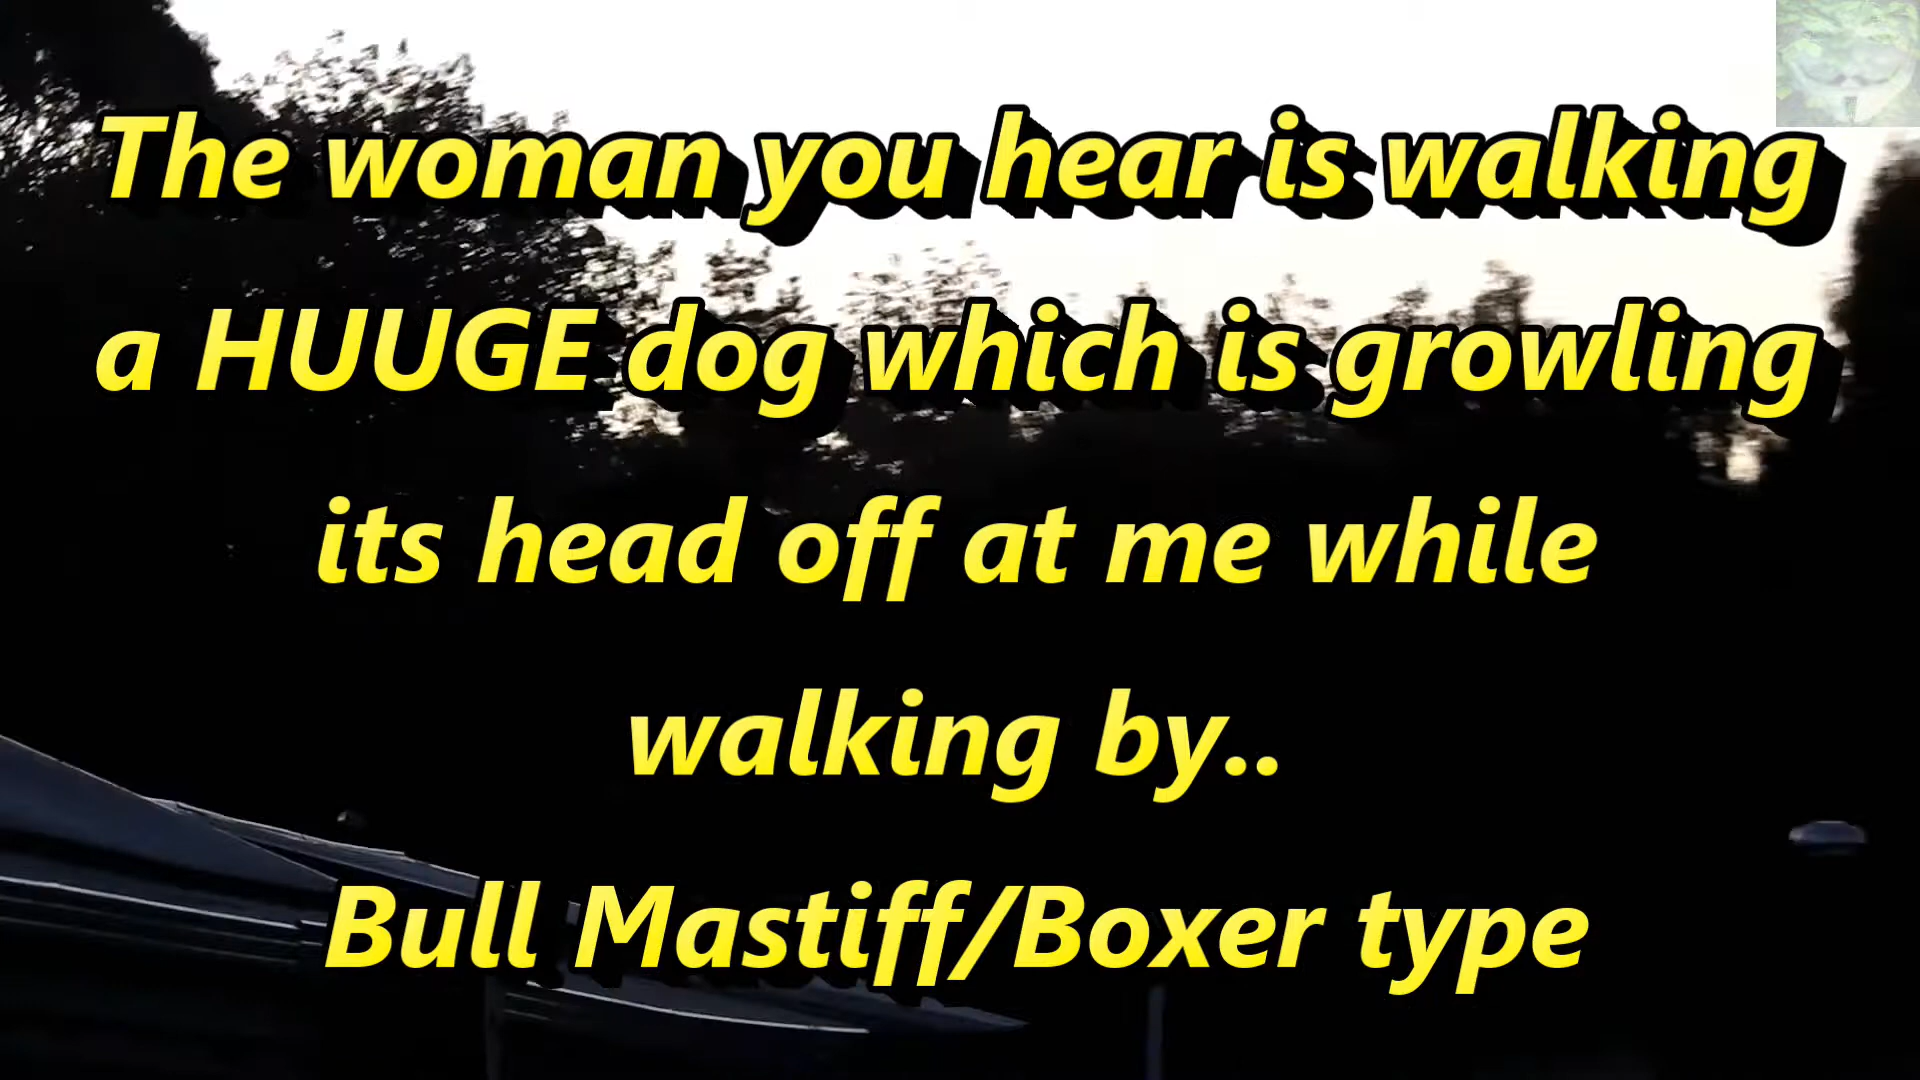 The woman you hear is walking
a HUUGE dog which is growling
its head off at me while
walking by..
Bull Mastiff/Boxer type